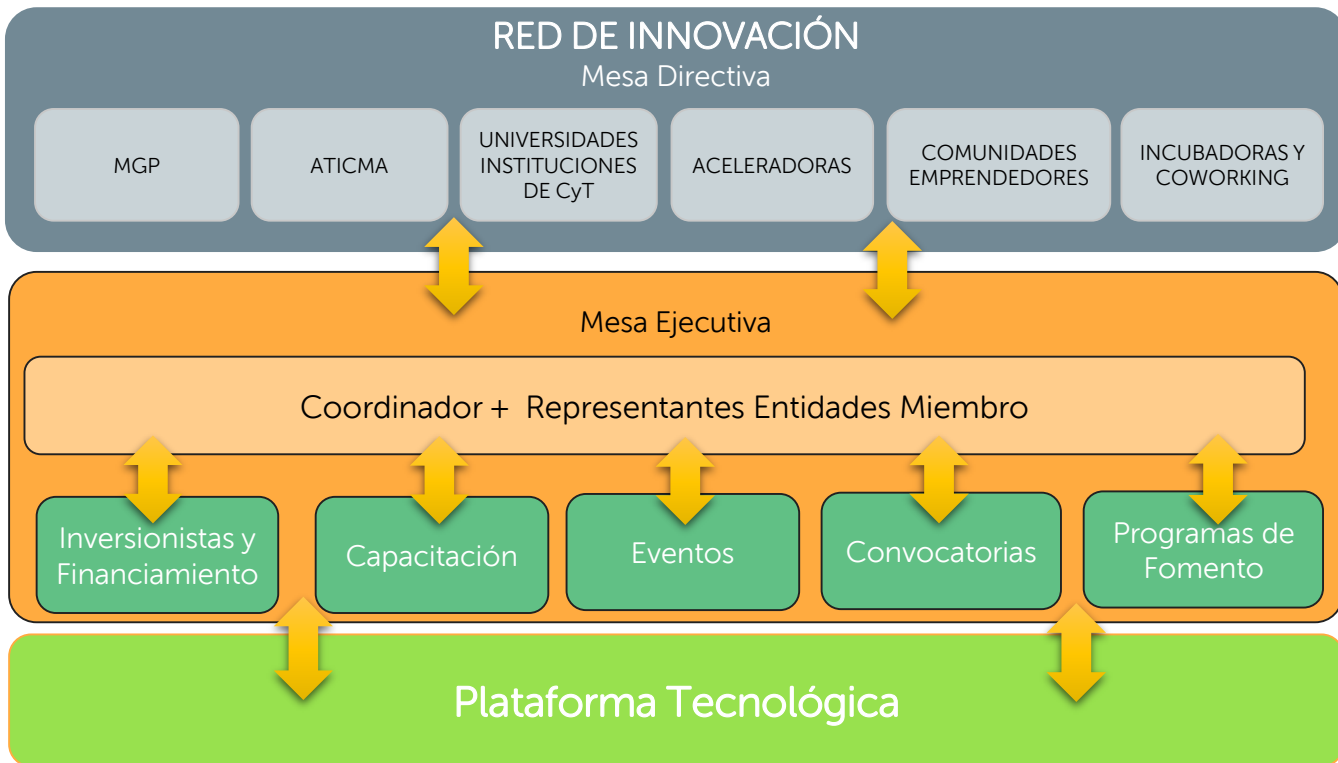 RED DE INNOVACIÓN
Mesa Directiva
MGP
ATICMA
UNIVERSIDADES
INSTITUCIONES
DE CyT
ACELERADORAS
COMUNIDADES
EMPRENDEDORES
INCUBADORAS Y
COWORKING
Mesa Ejecutiva
Coordinador + Representantes Entidades Miembro
Inversionistas y
Financiamiento
Capacitación
Eventos
Convocatorias
Programas de
Fomento
Plataforma Tecnológica